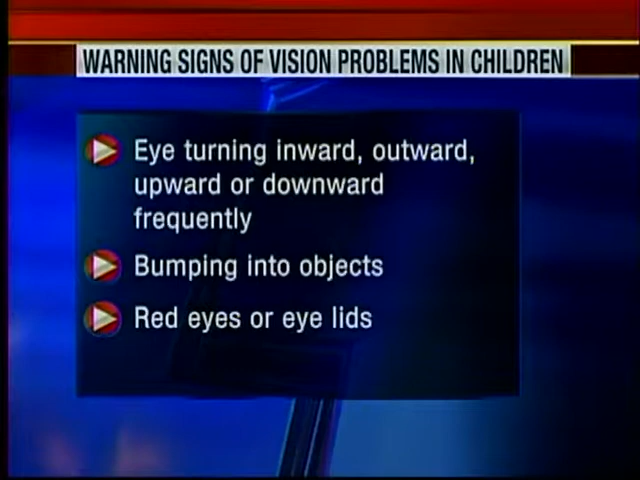 WARNING SIGNS OF VISION PROBLEMS IN CHILDREN
Eye turning inward, outward,
upward or downward
frequently
Bumping into objects
Red eyes or eye lids